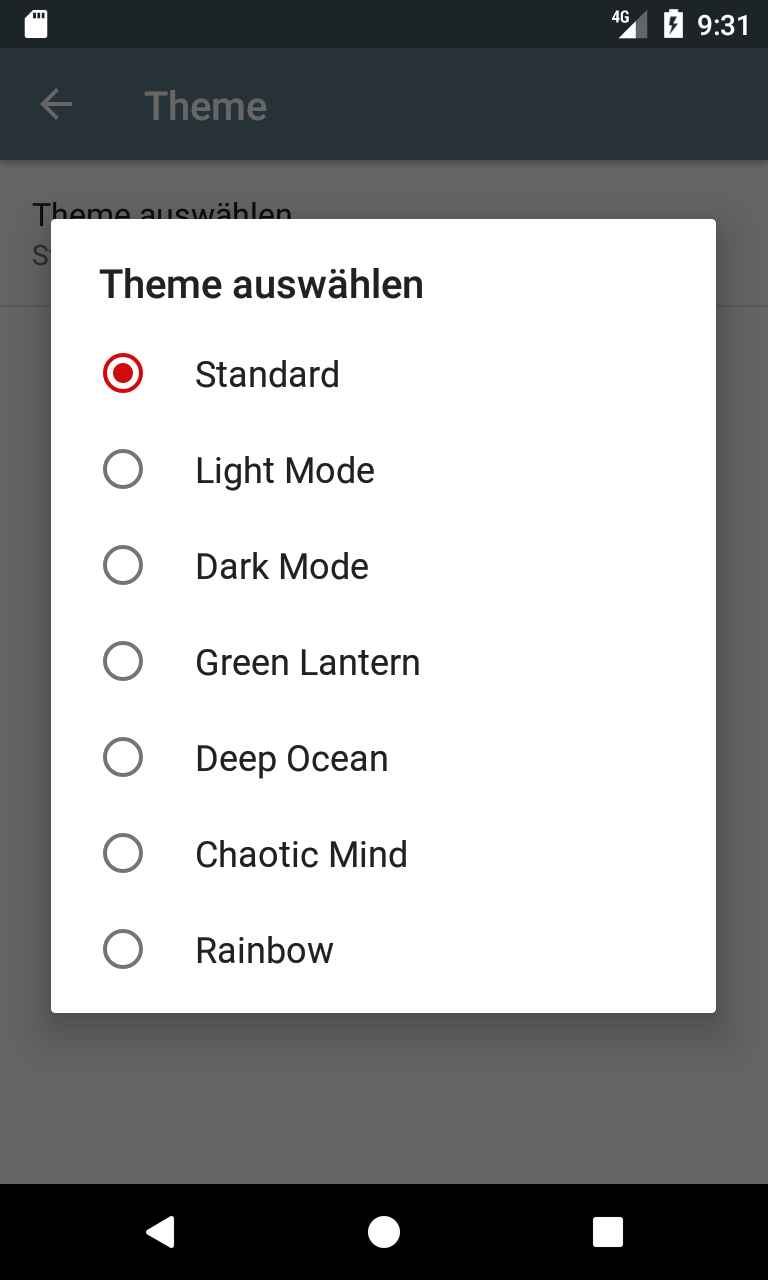 4G 9:31
Theme
Theme auswählen
Theme auswählen
Standard
Light Mode
Dark Mode
Green Lantern
Deep Ocean
Chaotic Mind
Rainbow